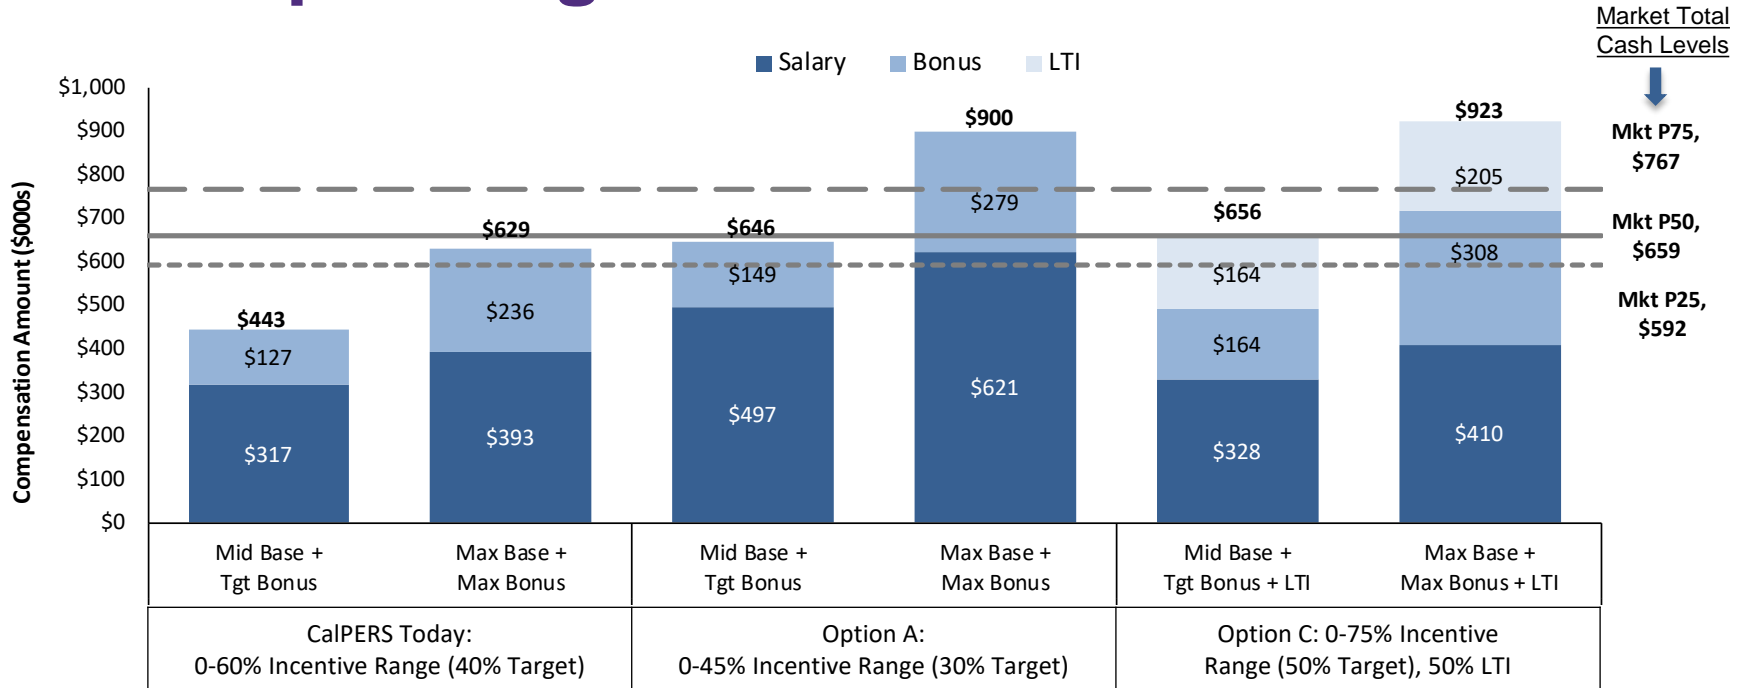 Market Total
Cash Levels
Salary
Bonus
LTI
Compensation Amount ($000s)
$1,000
$900
$800
$700
$600
$500
$400
$300
$200
$100
$0
$443
$127
$317
$629
$236
$393
$646
$149
$497
$900
$279
$621
$656
$164
$164
$328
$923
$205
$308
$410
Mkt P75,
$767
Mkt P50,
$659
Mkt P25,
$592
Mid Base +
Tgt Bonus
Max Base +
Max Bonus
Mid Base +
Tgt Bonus
Max Base +
Max Bonus
Mid Base +
Tgt Bonus + LTI
Max Base +
Max Bonus + LTI
CalPERS Today:
0-60% Incentive Range (40% Target)
Option A:
0-45% Incentive Range (30% Target)
Option C: 0-75% Incentive
Range (50% Target), 50% LTI